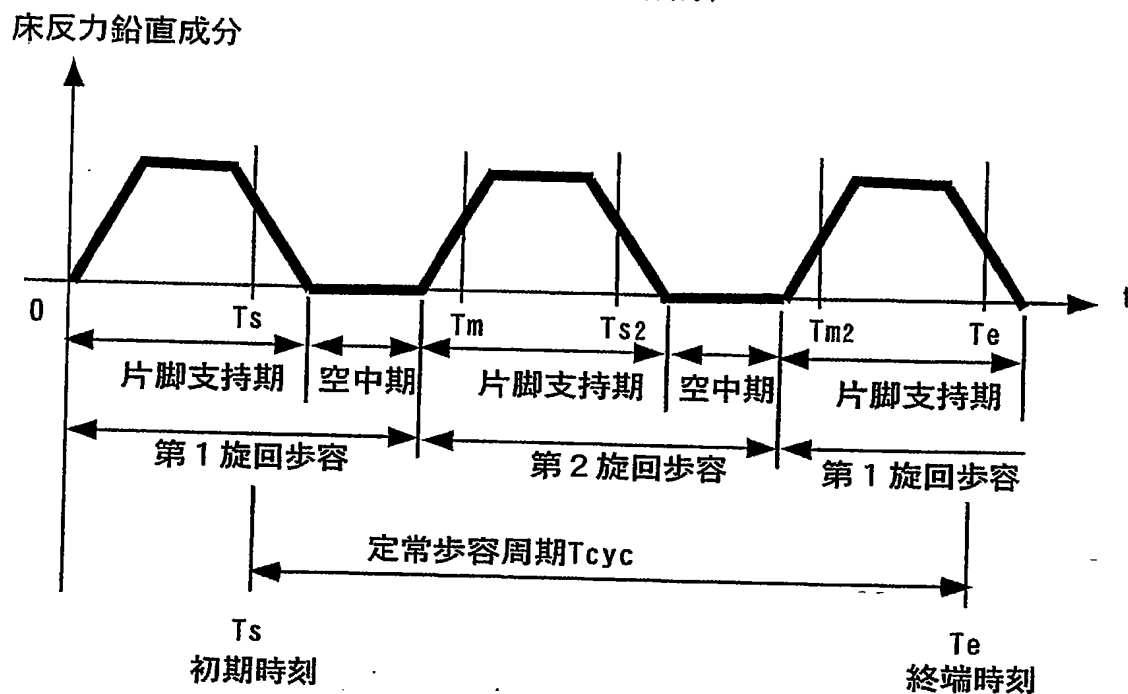 床反力鉛直成分
0
Ts
Tm
Ts2
Tm2
Te
片脚支持期
空中期
片脚支持期
空中期
片脚支持期
第1旋回歩容
第2旋回歩容
第1旋回歩容
定常歩容周期Tcyc
Ts
初期時刻
Te
終端時刻